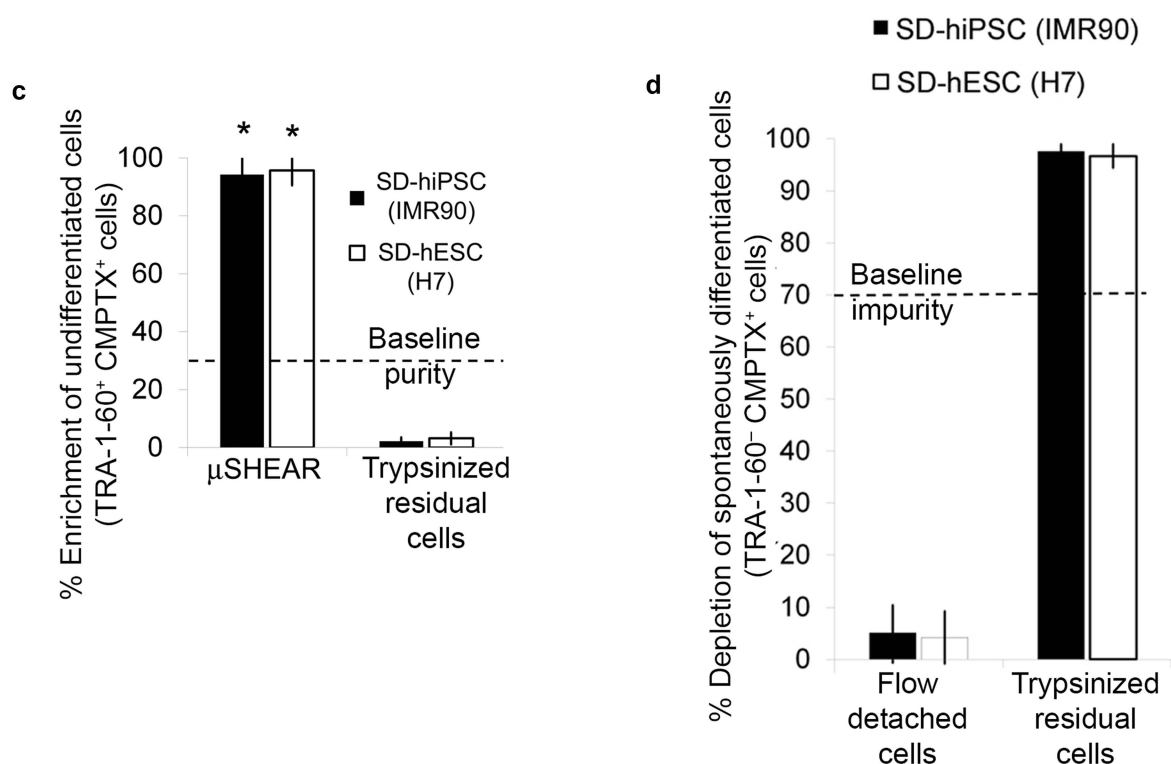 c
% Enrichment of undifferentiated cells
(TRA-1-60⁺ CMPTX⁺ cells)
100
80
60
40
20
0
*
*
SD-hiPSC
(IMR90)
SD-hESC
(H7)
Baseline
purity
µSHEAR
Trypsinized
residual
cells
d
SD-hiPSC (IMR90)
SD-hESC (H7)
% Depletion of spontaneously differentiated cells
(TRA-1-60⁻ CMPTX⁺ cells)
100
90
80
70
60
50
40
30
20
10
0
Baseline
impurity
Flow
detached
cells
Trypsinized
residual
cells